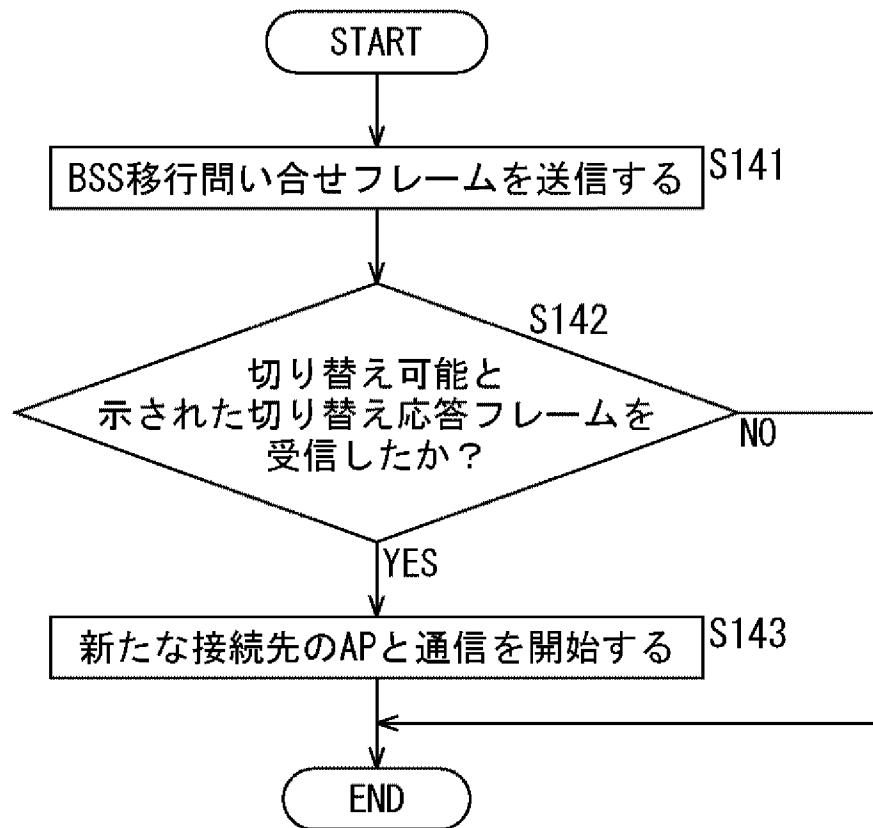 START
BSS移行問い合せフレームを送信する
S141
S142
切り替え可能と
示された切り替え応答フレームを
受信したか？
NO
YES
新たな接続先のAPと通信を開始する
S143
END